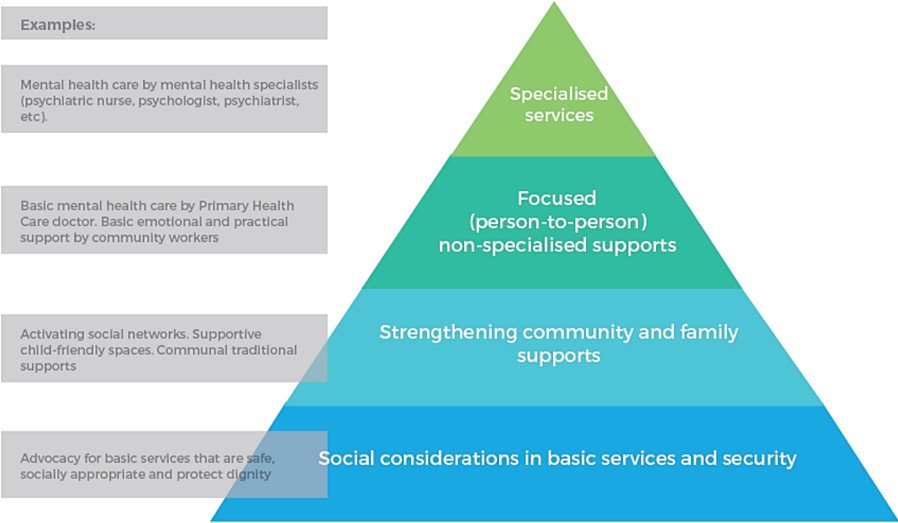 Examples:
Mental health care by mental health specialists
(psychiatric nurse, psychologist, psychiatrist,
etc).
Specialised
services
Basic mental health care by Primary Health
Care doctor. Basic emotional and practical
support by community workers
Focused
(person-to-person)
non-specialised supports
Activating social networks. Supportive
child-friendly spaces. Communal traditional
supports
Strengthening community and family
supports
Advocacy for basic services that are safe,
socially appropriate and protect dignity
Social considerations in basic services and security